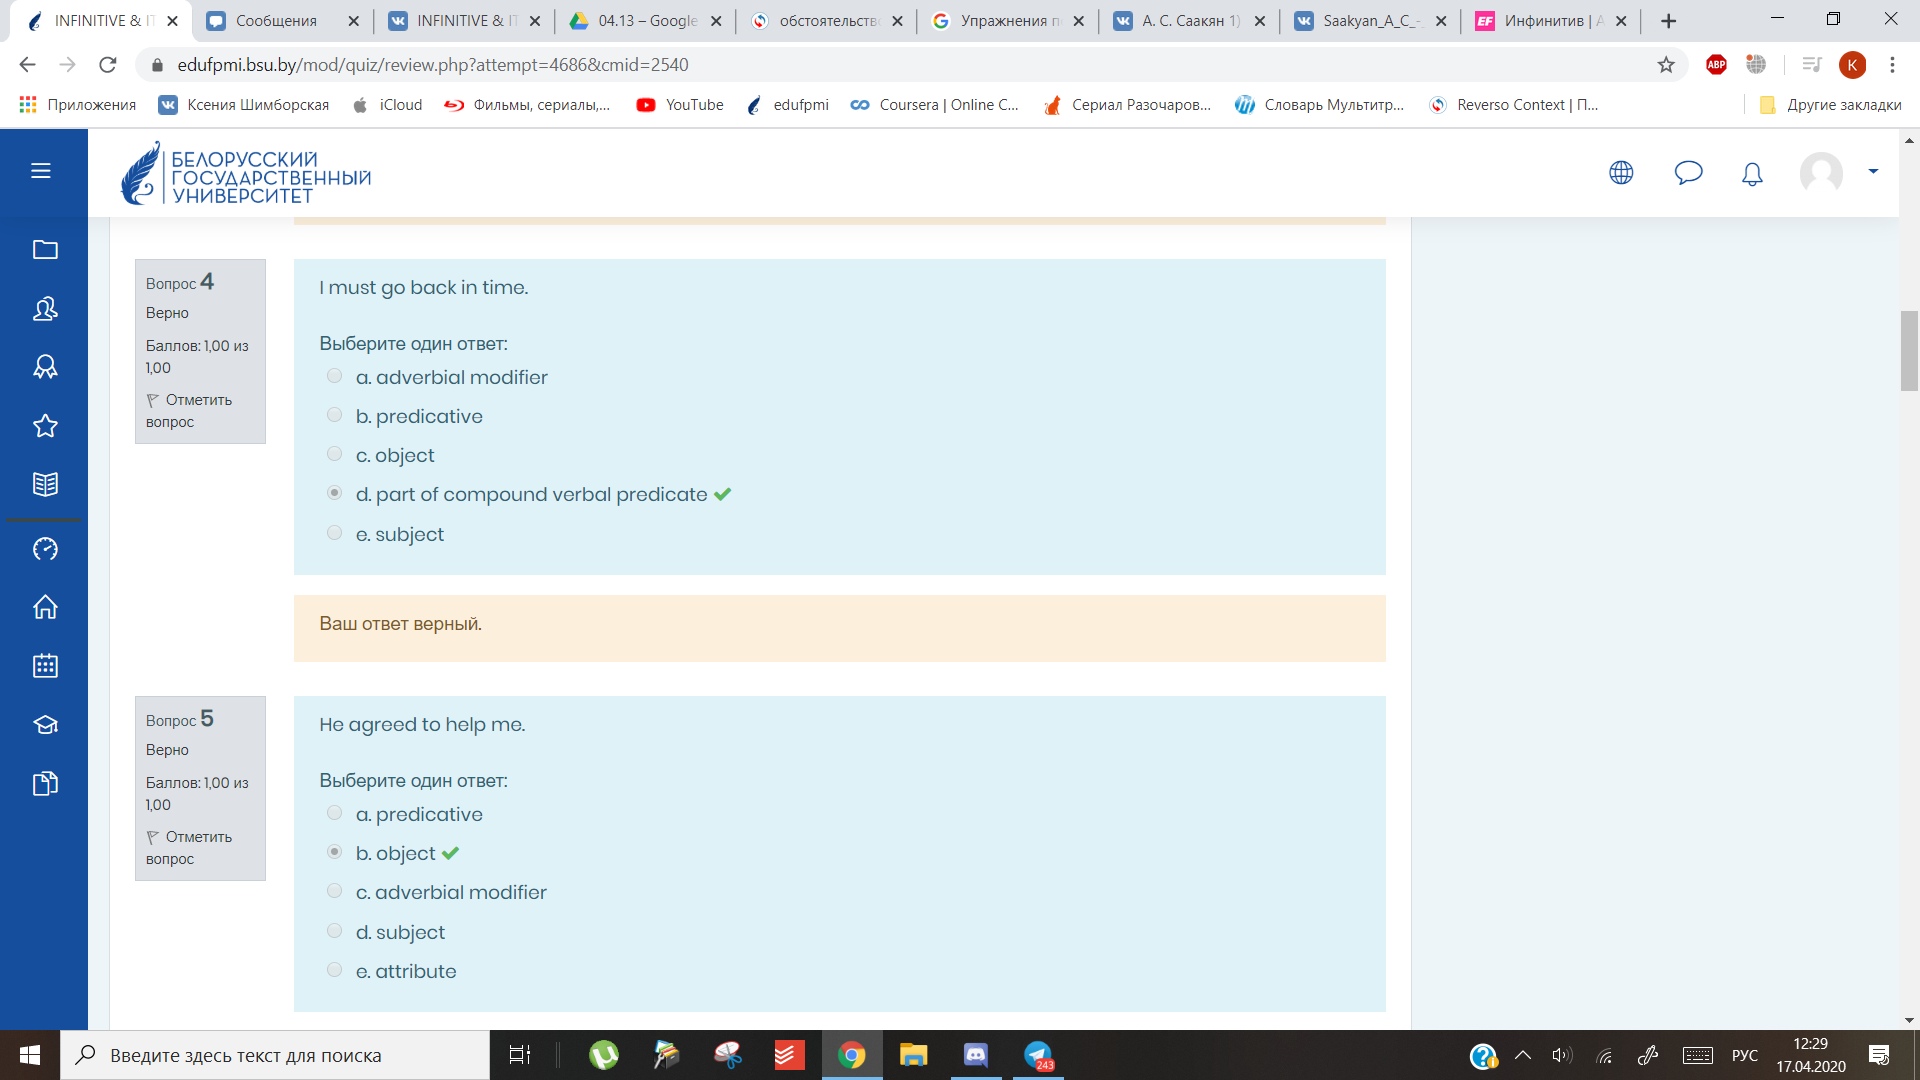 INFINITIVE & IT
Сообщения
INFINITIVE & IT
04.13 – Google
обстоятельство
Упражнения по
А. С. Саакян 1)
Saakyan_A_C_-
Инфинитив | А
edufpmi.bsu.by/mod/quiz/review.php?attempt=4686&cmid=2540
ABP
K
Приложения
Ксения Шимборская
iCloud
Фильмы, сериалы,...
YouTube
edufpmi
Coursera | Online C...
Сериал Разочаров...
Словарь Мультитр...
Reverso Context | П...
Другие закладки
БЕЛОРУССКИЙ
ГОСУДАРСТВЕННЫЙ
УНИВЕРСИТЕТ
Вопрос 4
Верно
Баллов: 1,00 из
1,00
Отметить
вопрос
I must go back in time.
Выберите один ответ:
a. adverbial modifier
b. predicative
c. object
d. part of compound verbal predicate
e. subject
Ваш ответ верный.
Вопрос 5
Верно
Баллов: 1,00 из
1,00
Отметить
вопрос
He agreed to help me.
Выберите один ответ:
a. predicative
b. object
c. adverbial modifier
d. subject
e. attribute
Введите здесь текст для поиска
243
РУС
12:29
17.04.2020